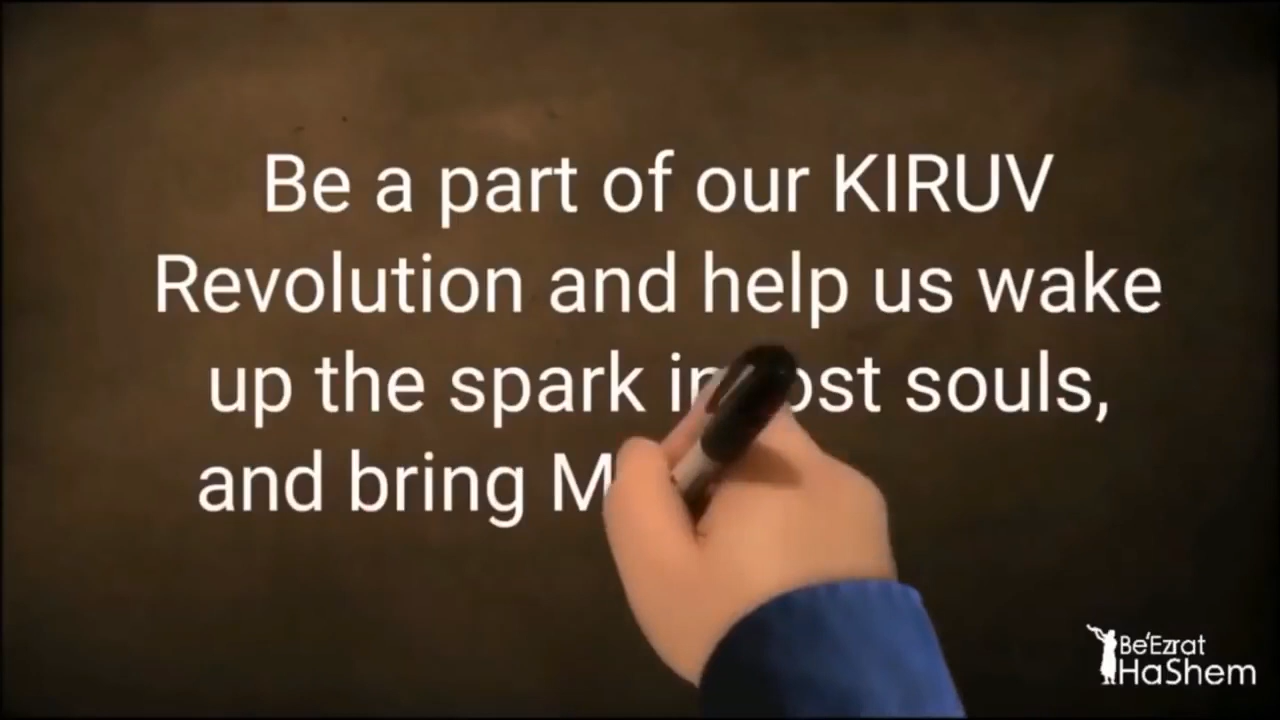 Be a part of our KIRUV
Revolution and help us wake
up the spark souls,
and bring
Be'Ezrat
HaShem